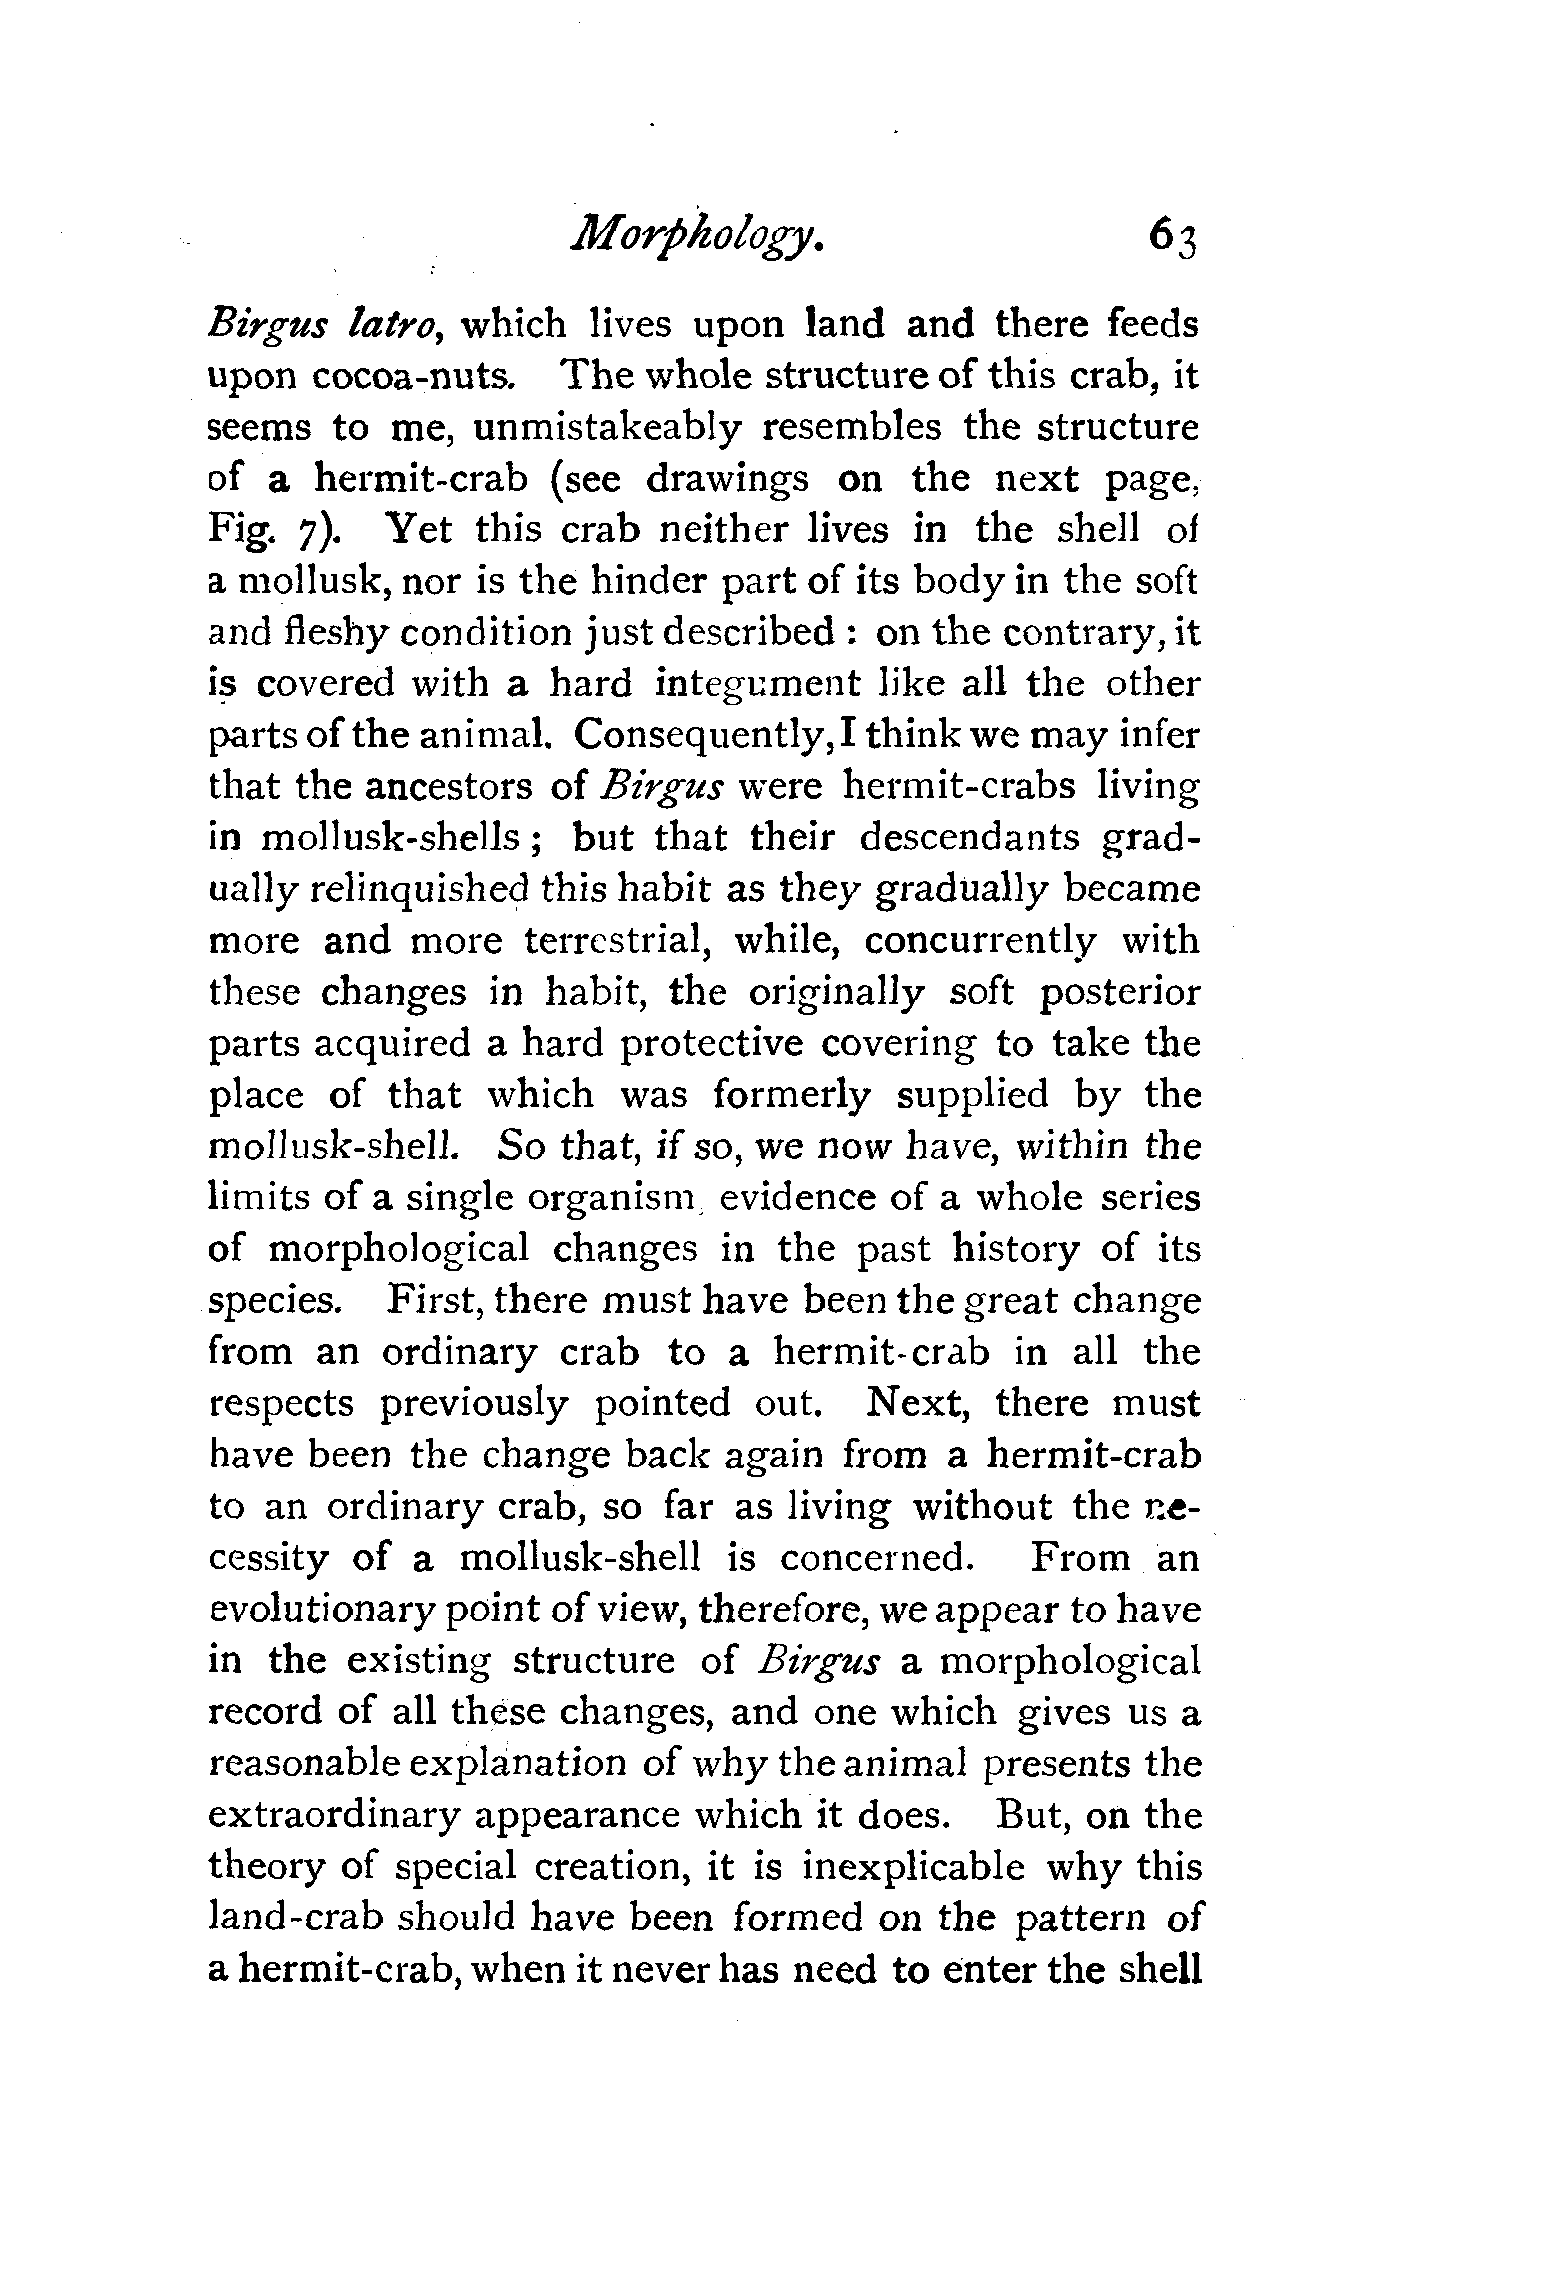 Morphology. 63
Birgus latro, which lives upon land and there feeds
upon cocoa-nuts. The whole structure of this crab, it
seems to me, unmistakeably resembles the structure
of a hermit-crab (see drawings on the next page,
Fig. 7). Yet this crab neither lives in the shell of
a mollusk, nor is the hinder part of its body in the soft
and fleshy condition just described : on the contrary, it
is covered with a hard integument like all the other
parts of the animal. Consequently, I think we may infer
that the ancestors of Birgus were hermit-crabs living
in mollusk-shells ; but that their descendants grad-
ually relinquished this habit as they gradually became
more and more terrestrial, while, concurrently with
these changes in habit, the originally soft posterior
parts acquired a hard protective covering to take the
place of that which was formerly supplied by the
mollusk-shell. So that, if so, we now have, within the
limits of a single organism, evidence of a whole series
of morphological changes in the past history of its
species. First, there must have been the great change
from an ordinary crab to a hermit-crab in all the
respects previously pointed out. Next, there must
have been the change back again from a hermit-crab
to an ordinary crab, so far as living without the ne-
cessity of a mollusk-shell is concerned. From an
evolutionary point of view, therefore, we appear to have
in the existing structure of Birgus a morphological
record of all these changes, and one which gives us a
reasonable explanation of why the animal presents the
extraordinary appearance which it does. But, on the
theory of special creation, it is inexplicable why this
land-crab should have been formed on the pattern of
a hermit-crab, when it never has need to enter the shell